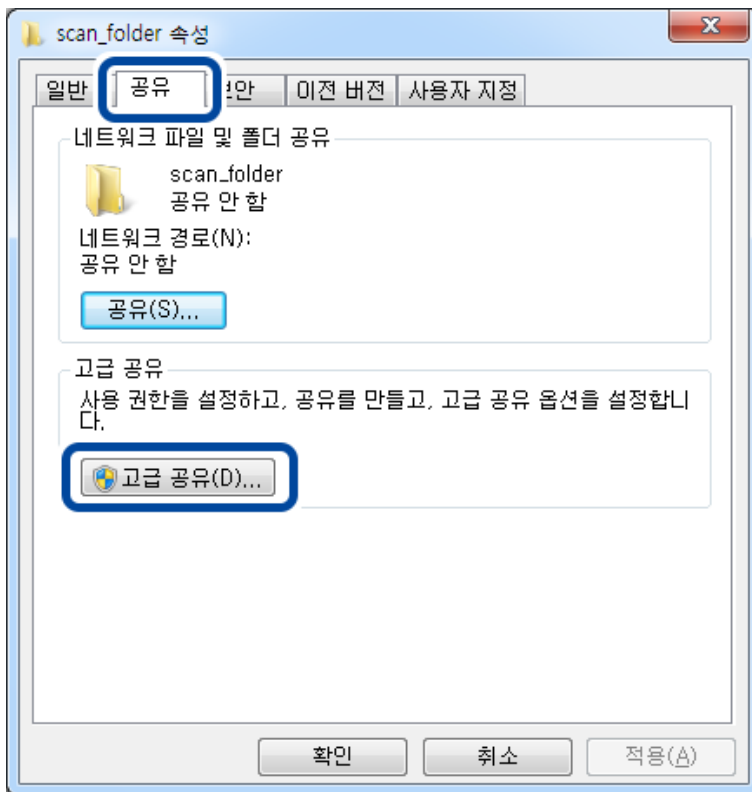 scan_folder 속성
일반
공유
이전 버전
사용자 지정
네트워크 파일 및 폴더 공유
scan_folder
공유 안 함
네트워크 경로(N):
공유 안 함
공유(S)...
고급 공유
사용 권한을 설정하고, 공유를 만들고, 고급 공유 옵션을 설정합니
다.
고급 공유(D)...
확인
취소
적용(A)